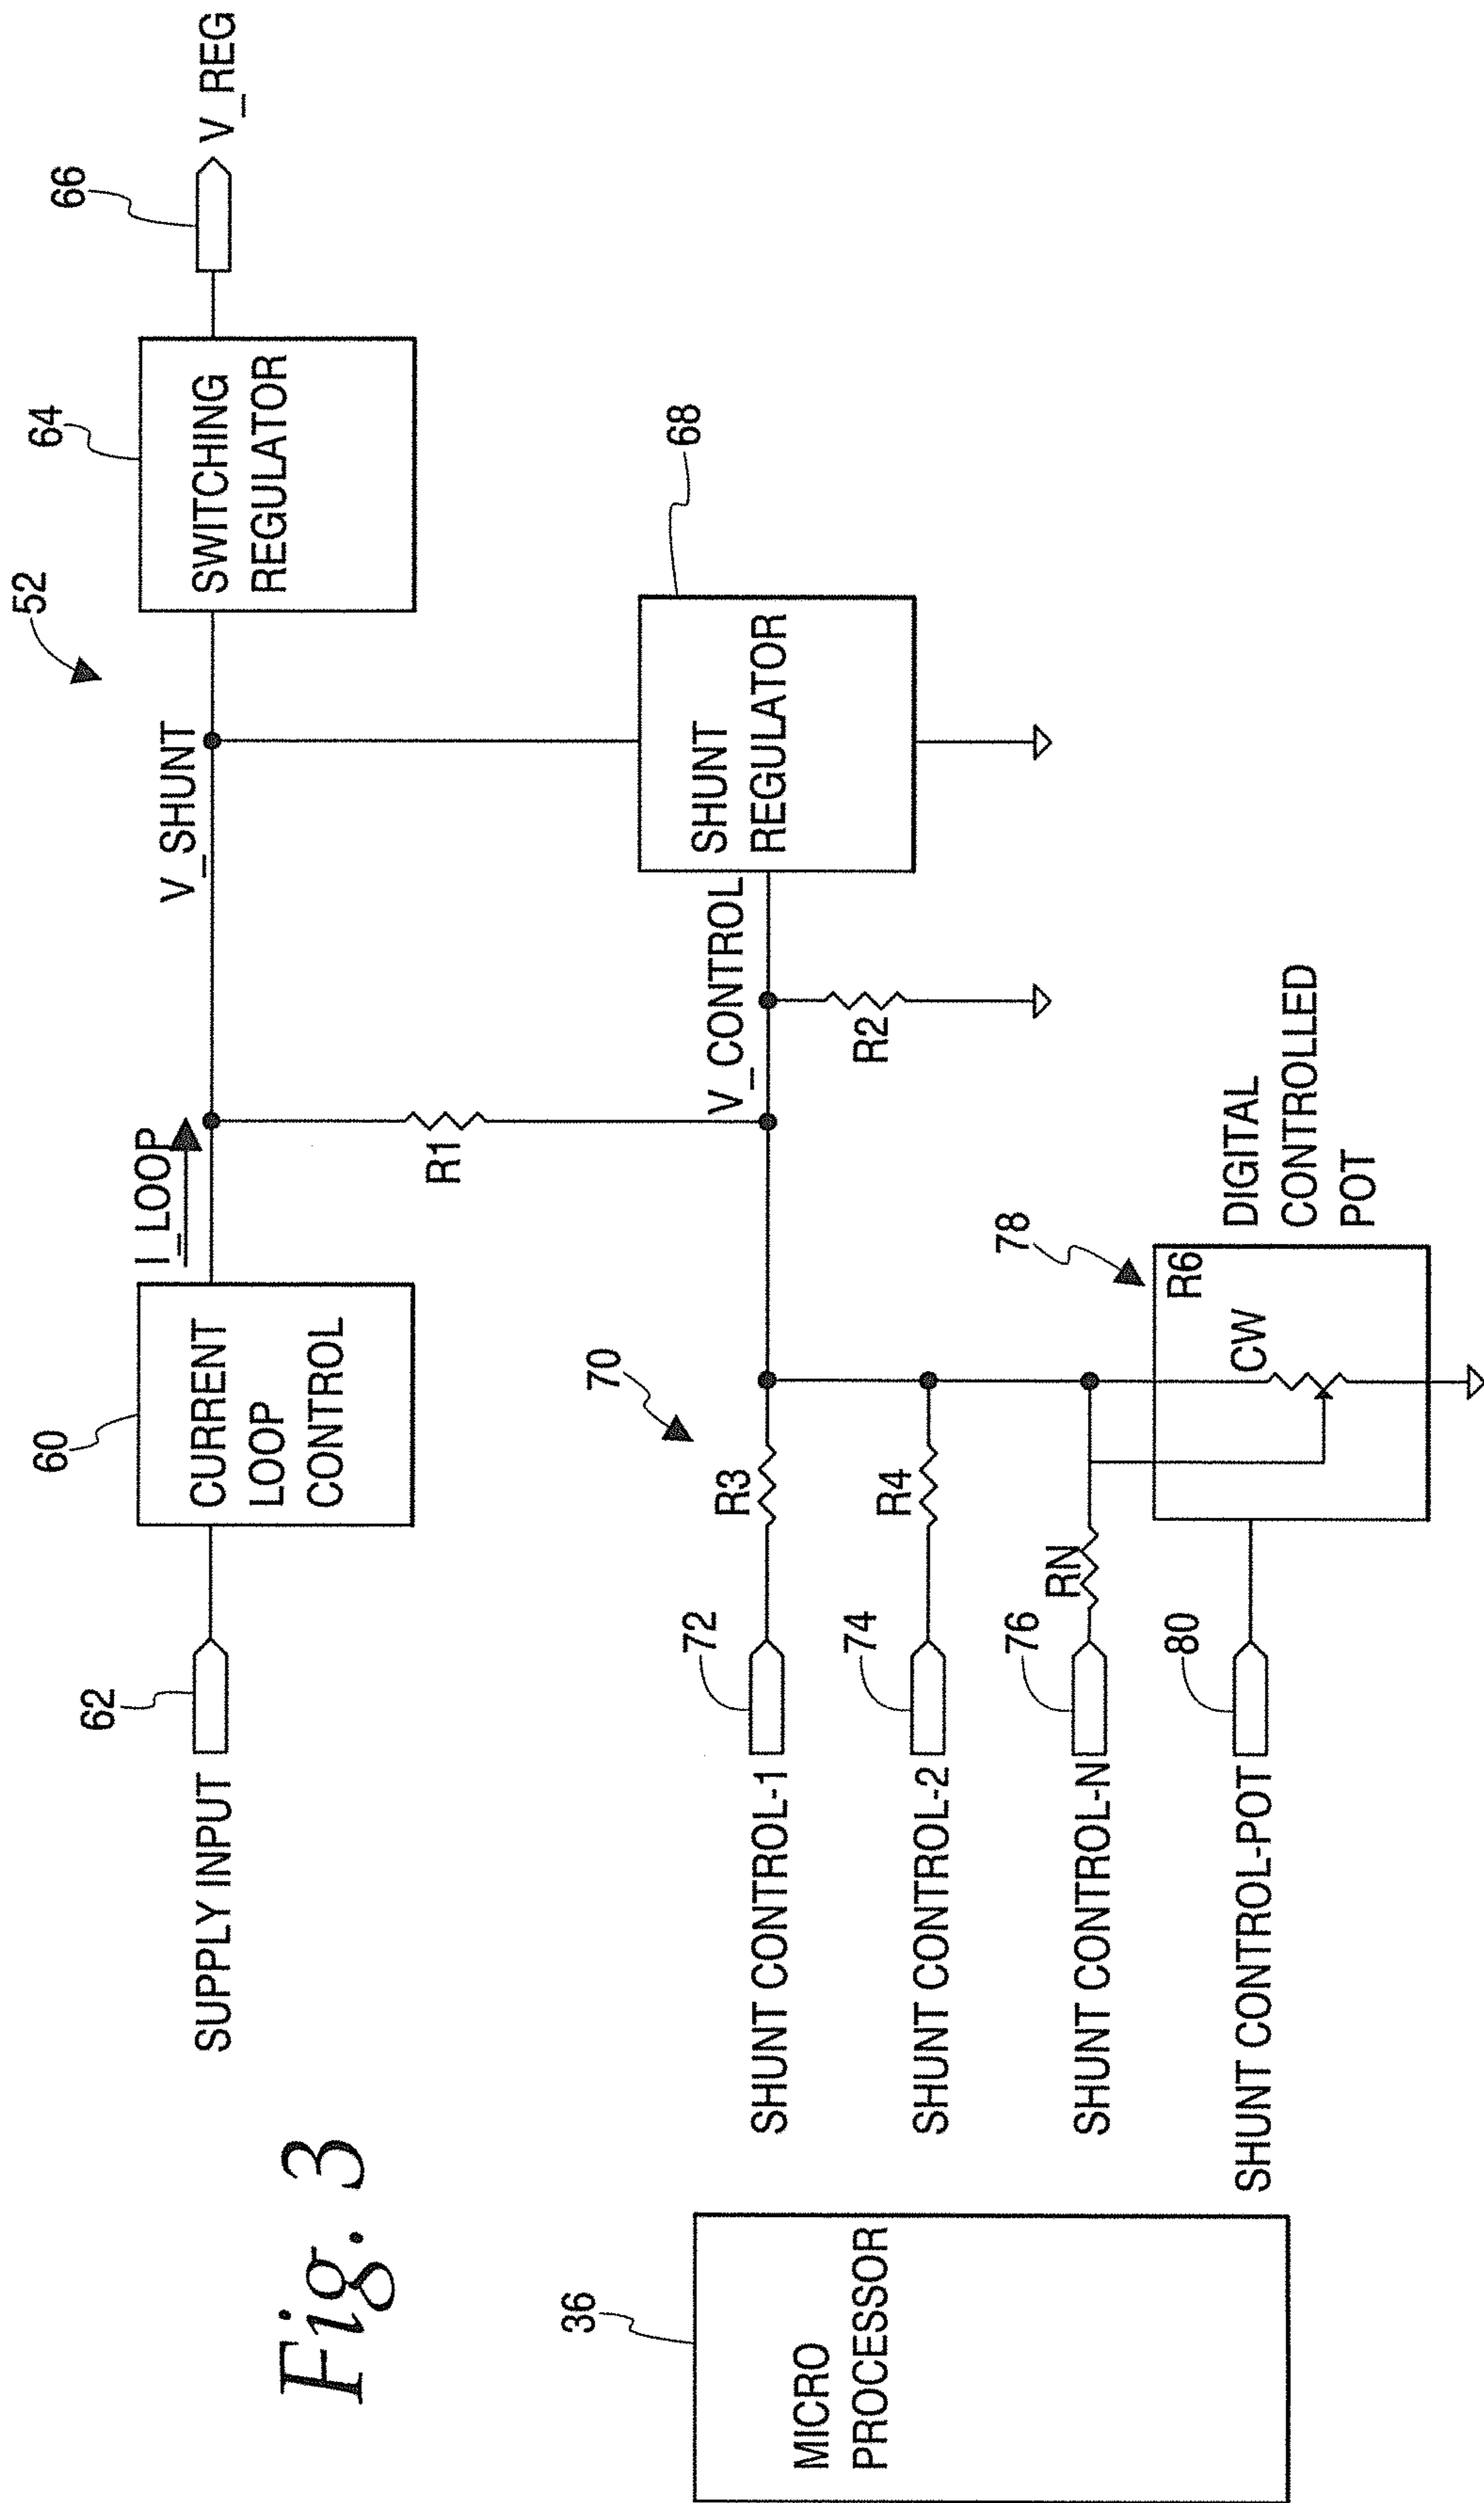 Fig. 3
52
60
62
64
66
SUPPLY INPUT
CURRENT
LOOP
CONTROL
I_LOOP
V_SHUNT
SWITCHING
REGULATOR
V_REG
R1
68
SHUNT
REGULATOR
V_CONTROL
R2
36
MICRO
PROCESSOR
70
72
SHUNT CONTROL-1
R3
74
SHUNT CONTROL-2
R4
76
SHUNT CONTROL-N
RN
78
80
SHUNT CONTROL-POT
R6
CW
DIGITAL
CONTROLLED
POT